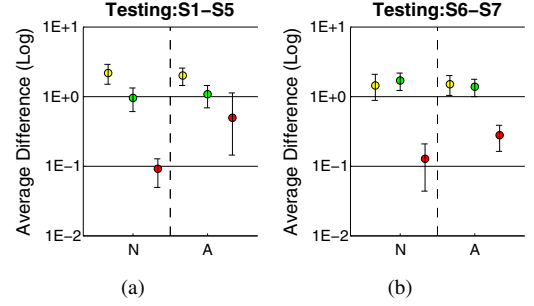 Testing:S1−S5
Average Difference (Log)
1E+1
1E+0
1E−1
1E−2
N A
(a)
Testing:S6−S7
Average Difference (Log)
1E+1
1E+0
1E−1
1E−2
N A
(b)